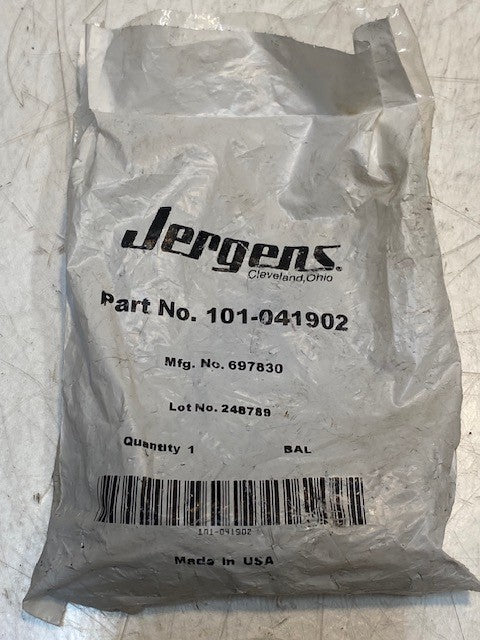 Jergens.
Cleveland, Ohio
Part No. 101-041902
Mfg. No. 697830
Lot No. 248789
Quantity 1 BAL
101-041902
Made in USA